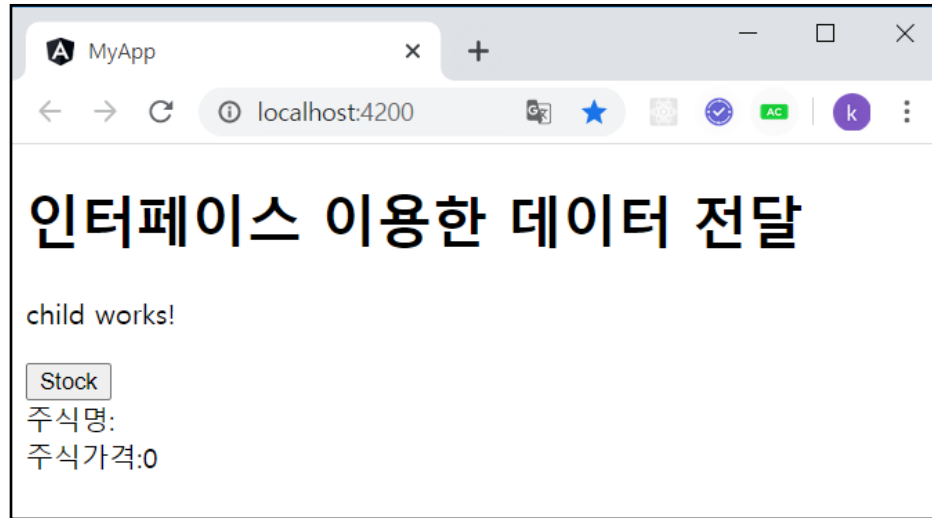 MyApp
localhost:4200
AC
k
인터페이스 이용한 데이터 전달
child works!
Stock
주식명:
주식가격:0